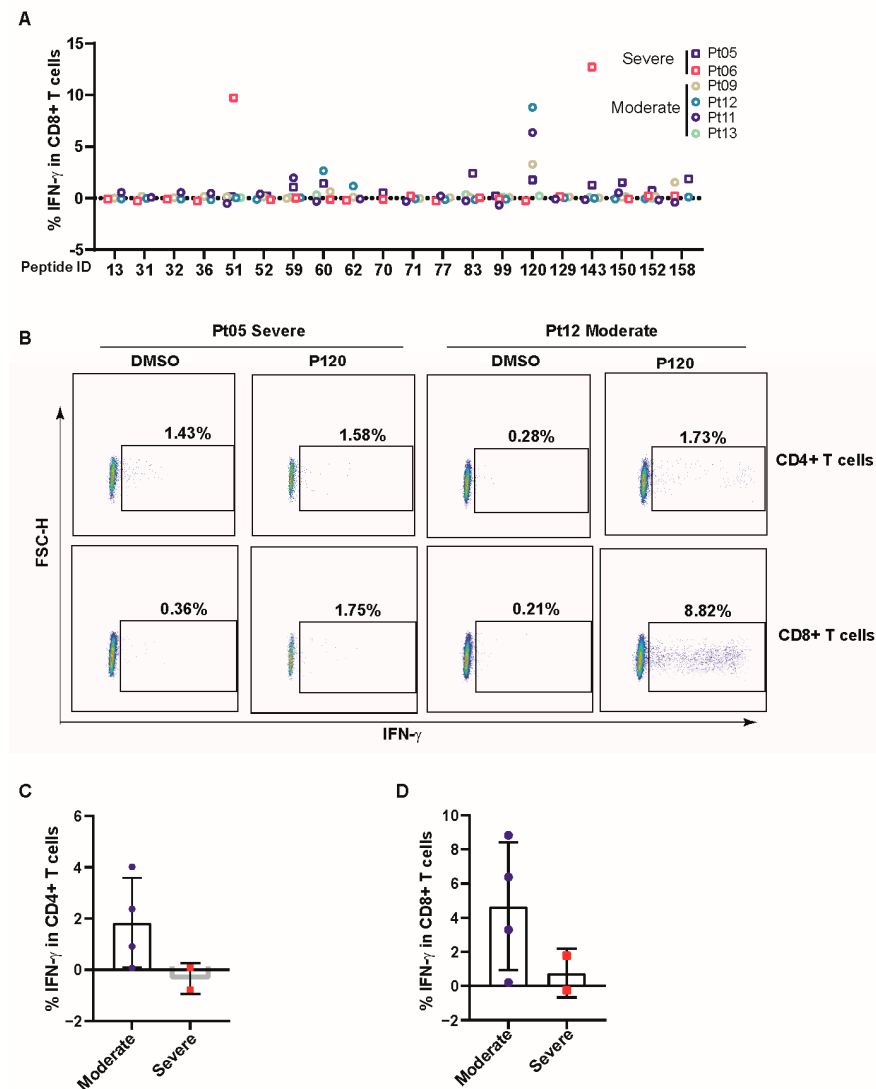 A
% IFN-γ in CD8+ T cells
15
10
5
0
-5
Severe
Pt05
Pt06
Moderate
Pt09
Pt12
Pt11
Pt13
Peptide ID 13 31 32 36 51 52 59 60 62 70 71 77 83 99 120 129 143 150 152 158
B
Pt05 Severe Pt12 Moderate
DMSO P120 DMSO P120
1.43% 1.58% 0.28% 1.73%
CD4+ T cells
FSC-H
0.36% 1.75% 0.21% 8.82%
CD8+ T cells
IFN-γ
C
% IFN-γ in CD4+ T cells
6
4
2
0
−2
Moderate
Severe
D
% IFN-γ in CD8+ T cells
10
8
6
4
2
0
−2
Moderate
Severe